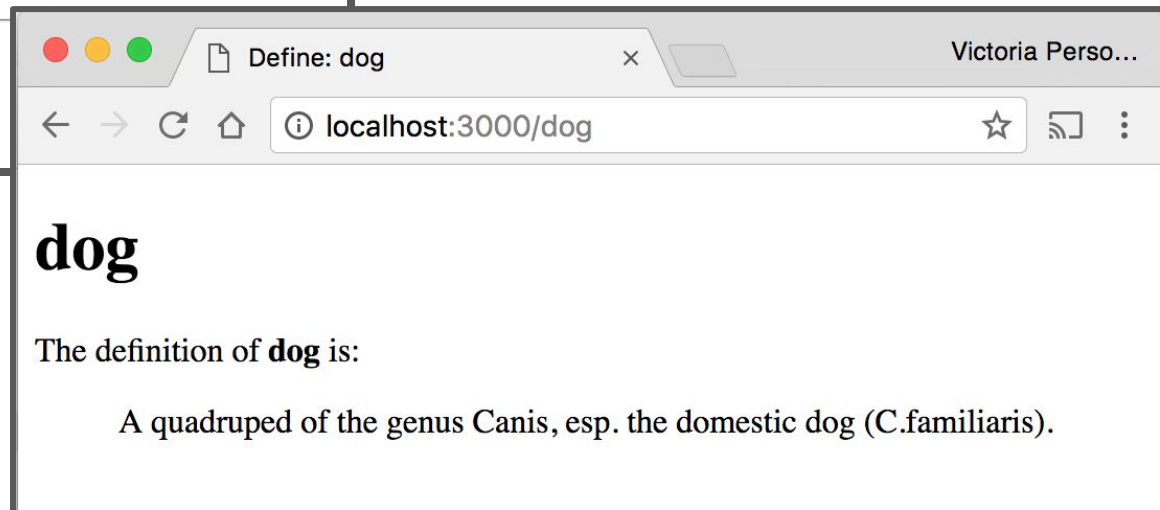 Define: dog
Victoria Perso...
localhost:3000/dog
dog
The definition of dog is:
A quadruped of the genus Canis, esp. the domestic dog (C.familiaris).